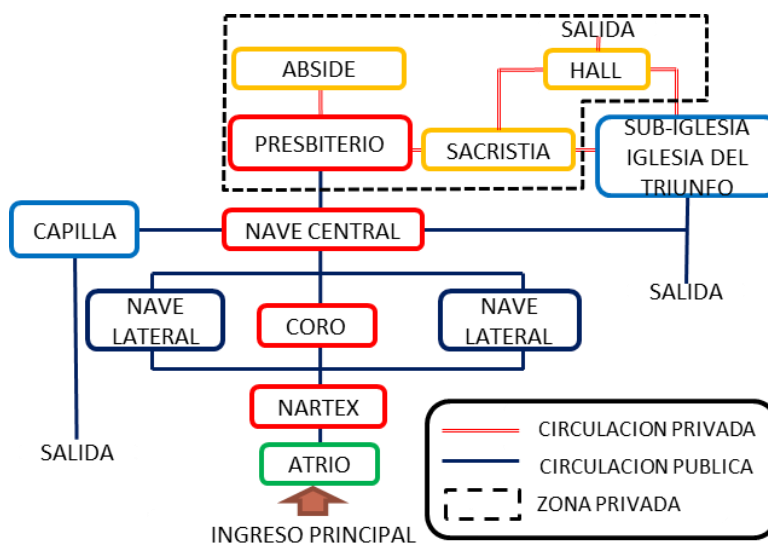 SALIDA
ABSIDE
HALL
PRESBITERIO
SACRISTIA
SUB-IGLESIA
IGLESIA DEL
TRIUNFO
CAPILLA
NAVE CENTRAL
SALIDA
NAVE
LATERAL
CORO
NAVE
LATERAL
NARTEX
SALIDA
ATRIO
INGRESO PRINCIPAL
CIRCULACION PRIVADA
CIRCULACION PUBLICA
ZONA PRIVADA